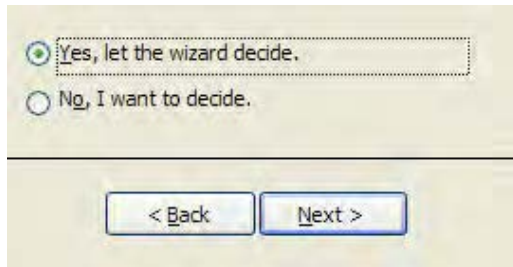 Yes, let the wizard decide.
No, I want to decide.
< Back Next >